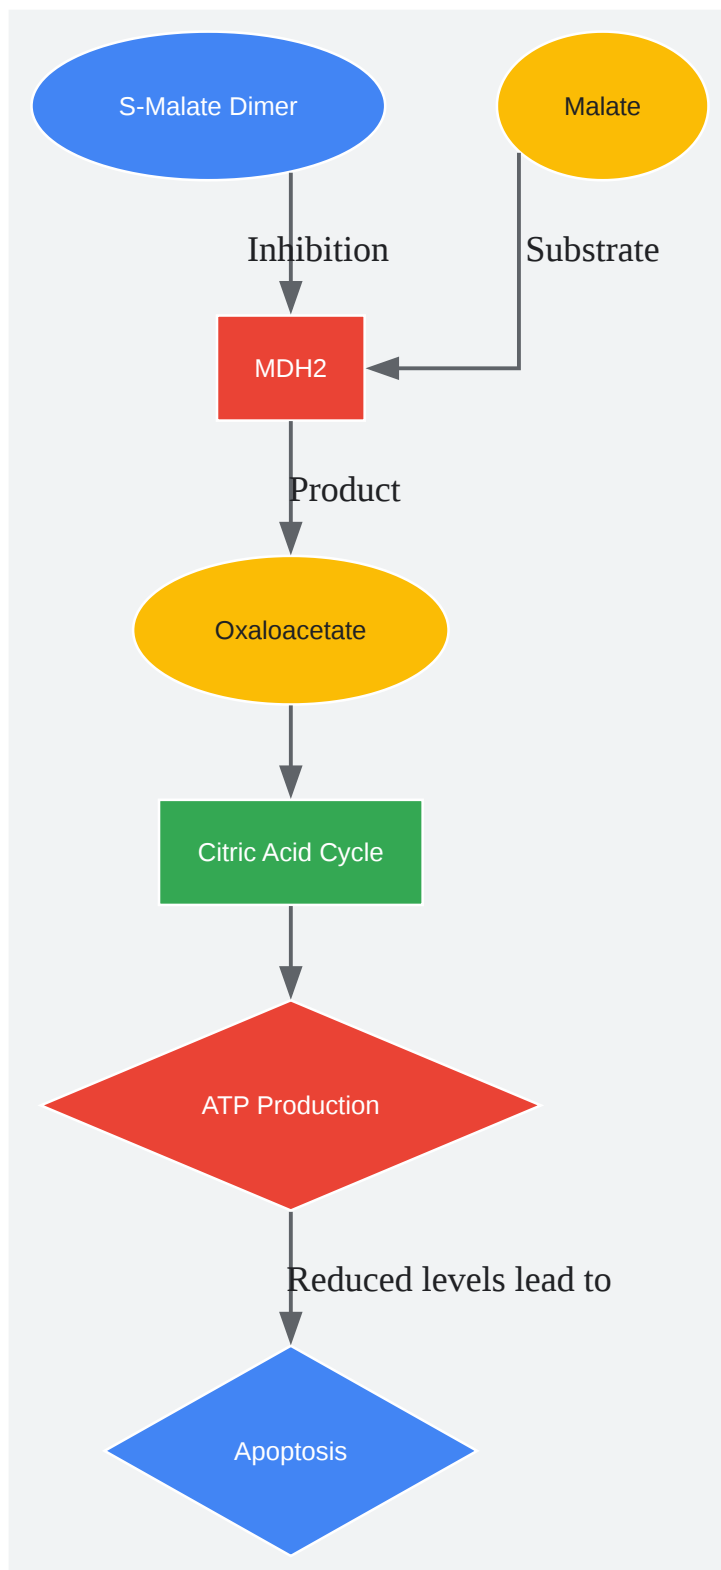 S-Malate Dimer
Malate
Inhibition
Substrate
MDH2
Product
Oxaloacetate
Citric Acid Cycle
ATP Production
Reduced levels lead to
Apoptosis